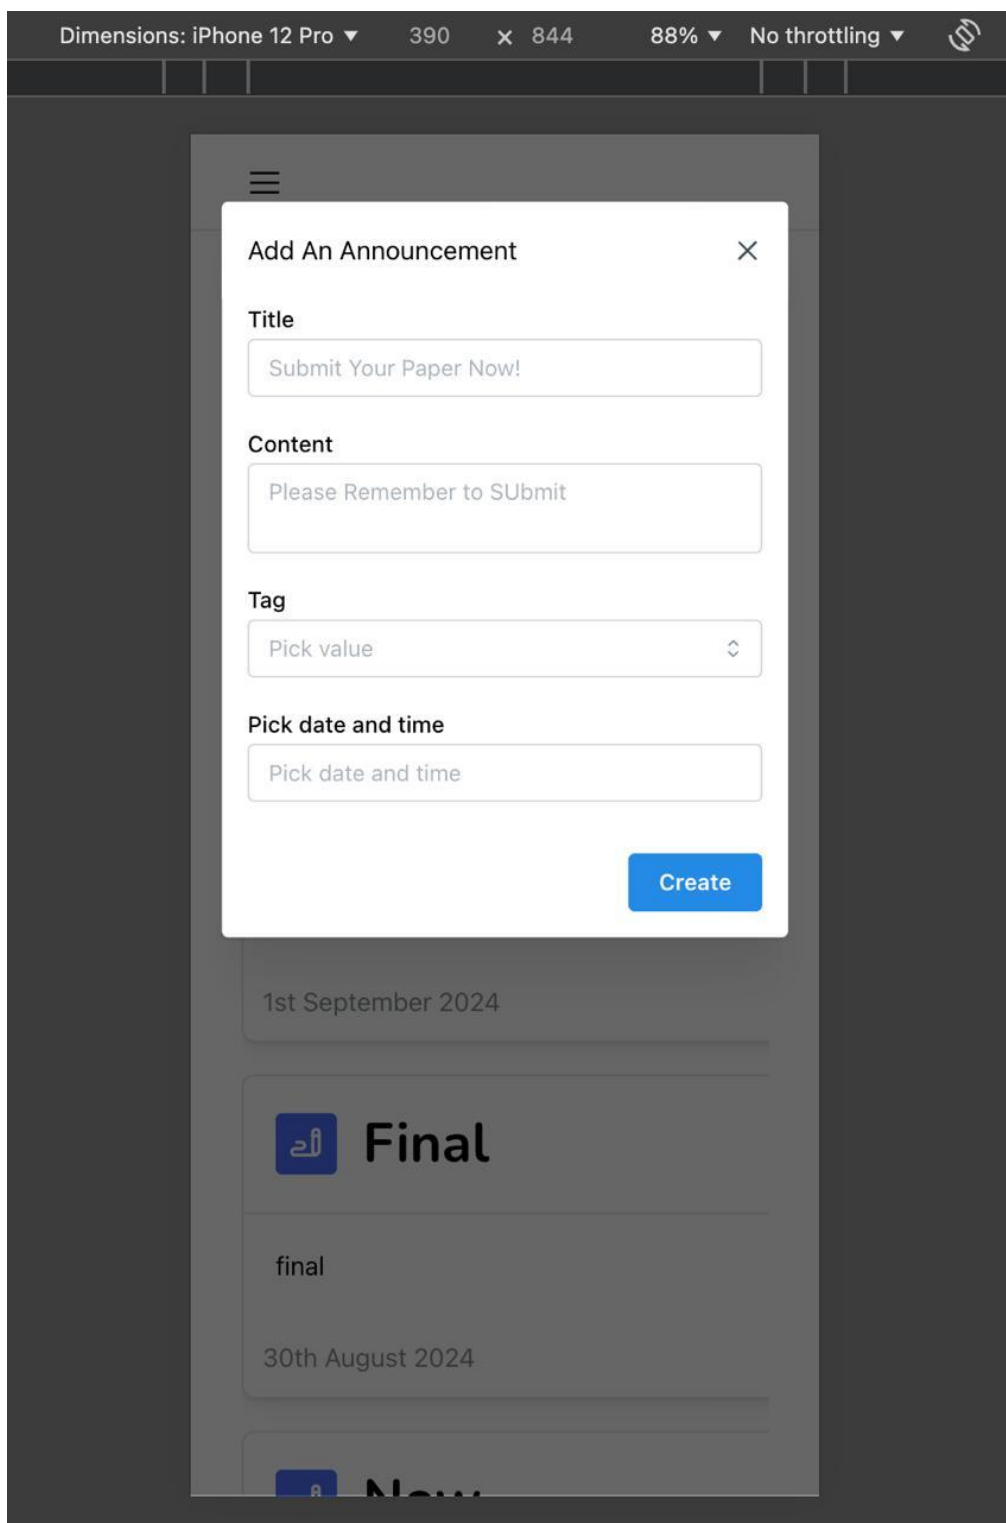 Dimensions: iPhone 12 Pro ▼ 390 × 844 88% ▼ No throttling ▼
Add An Announcement
Title
Submit Your Paper Now!
Content
Please Remember to SUbmit
Tag
Pick value
Pick date and time
Pick date and time
Create
1st September 2024
Final
final
30th August 2024